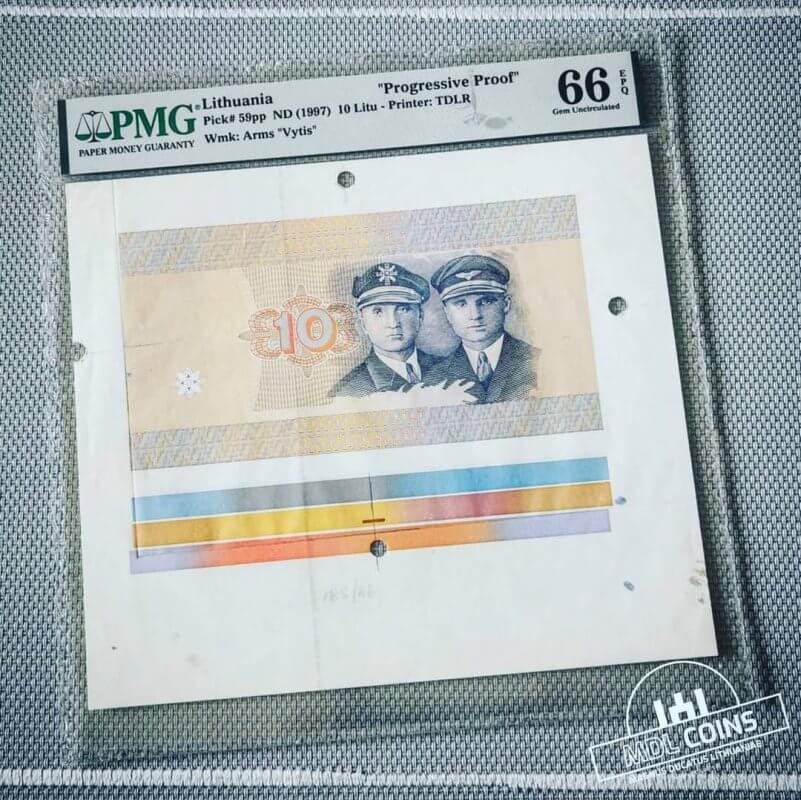 PMG®
PAPER MONEY GUARANTY
Lithuania "Progressive Proof"
Pick# 59pp ND (1997) 10 Litu - Printer: TDLR
Wmk: Arms "Vytis"
66 EPQ
Gem Uncirculated
10
MDL COINS